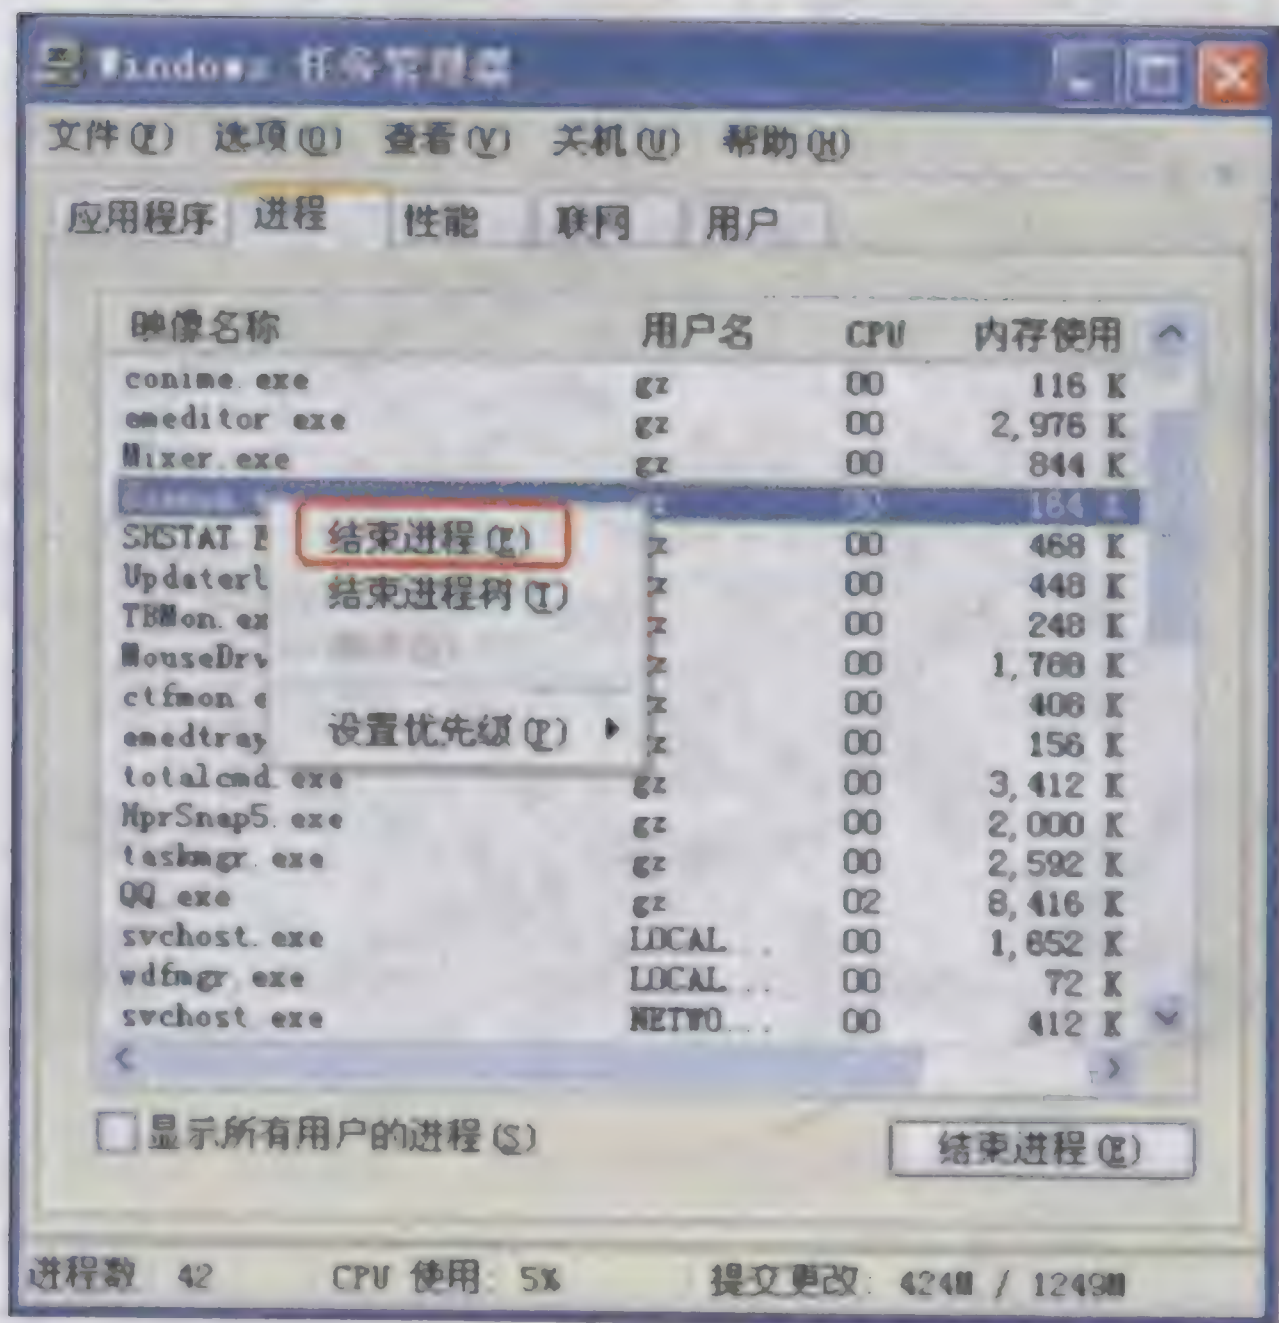 Windows 任务管理器
文件(F) 选项(O) 查看(V) 关机(U) 帮助(H)
应用程序 进程 性能 联网 用户
映像名称 用户名 CPU 内存使用
conime.exe gz 00 116 K
emeditor.exe gz 00 2,976 K
Mixer.exe gz 00 844 K
00 184 K
SHSTAT.E 00 468 K
结束进程(E)
UpdaterU 00 448 K
结束进程树(T)
TBMon.ex z 00 248 K
MouseDrv z 00 1,788 K
ctfmon.e z 00 408 K
设置优先级(P)
emedtray z 00 156 K
totalcmd.exe gz 00 3,412 K
HprSnap5.exe gz 00 2,000 K
taskmgr.exe gz 00 2,592 K
QQ.exe gz 02 8,416 K
svchost.exe LOCAL... 00 1,652 K
wdfmgr.exe LOCAL... 00 72 K
svchost.exe NETWO... 00 412 K
显示所有用户的进程(S)
结束进程(E)
进程数: 42 CPU 使用: 5% 提交更改: 424M / 1249M